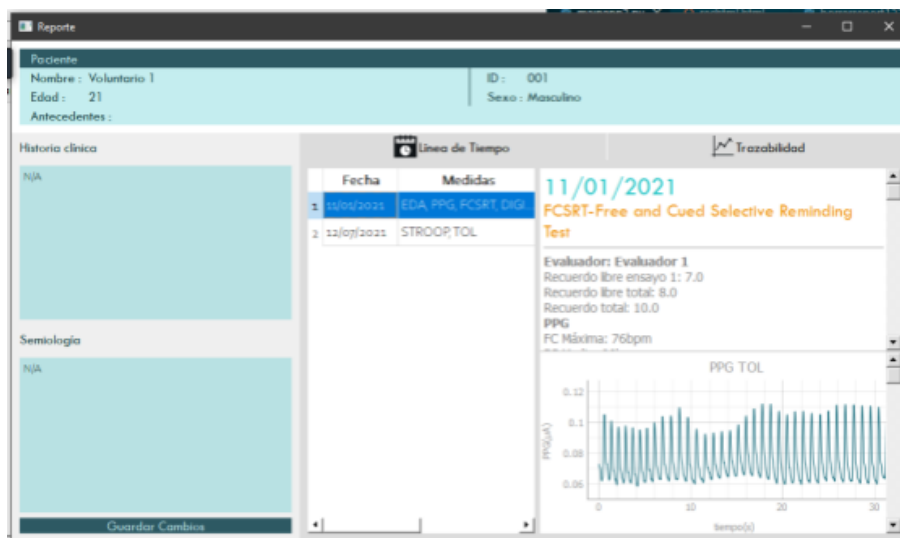 Reporte
Paciente
Nombre : Voluntario 1
ID : 001
Edad : 21
Sexo : Masculino
Antecedentes :
Historia clínica
Línea de Tiempo
Trazabilidad
N/A
Fecha Medidas
1 11/01/2021 EDA, PPG, FCSRT, DIGI...
2 12/07/2021 STROOP, TOL
11/01/2021
FCSRT-Free and Cued Selective Reminding
Test
Evaluador: Evaluador 1
Recuerdo libre ensayo 1: 7.0
Recuerdo libre total: 8.0
Recuerdo total: 10.0
PPG
FC Máxima: 76bpm
Semiología
N/A
Guardar Cambios
PPG TOL
0.12
0.1
0.08
0.06
PPG(μA)
0 10 20 30
tiempo(s)